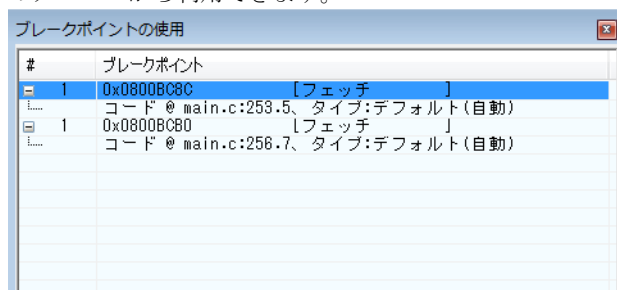 ブレークポイントの使用
# ブレークポイント
1 0x0800BC8C [フェッチ ]
コード @ main.c:253.5、タイプ:デフォルト(自動)
1 0x0800BCB0 [フェッチ ]
コード @ main.c:256.7、タイプ:デフォルト(自動)